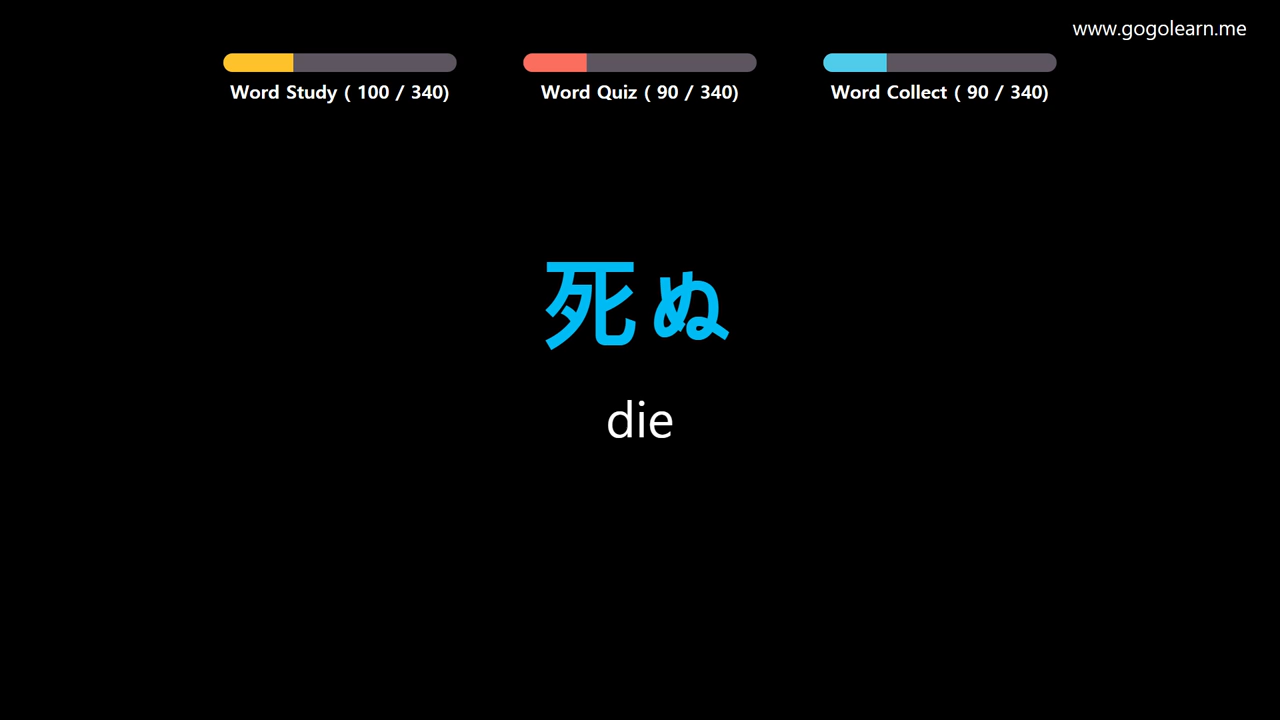 www.gogolearn.me
Word Study ( 100 / 340)
Word Quiz ( 90 / 340)
Word Collect ( 90 / 340)
死ぬ
die